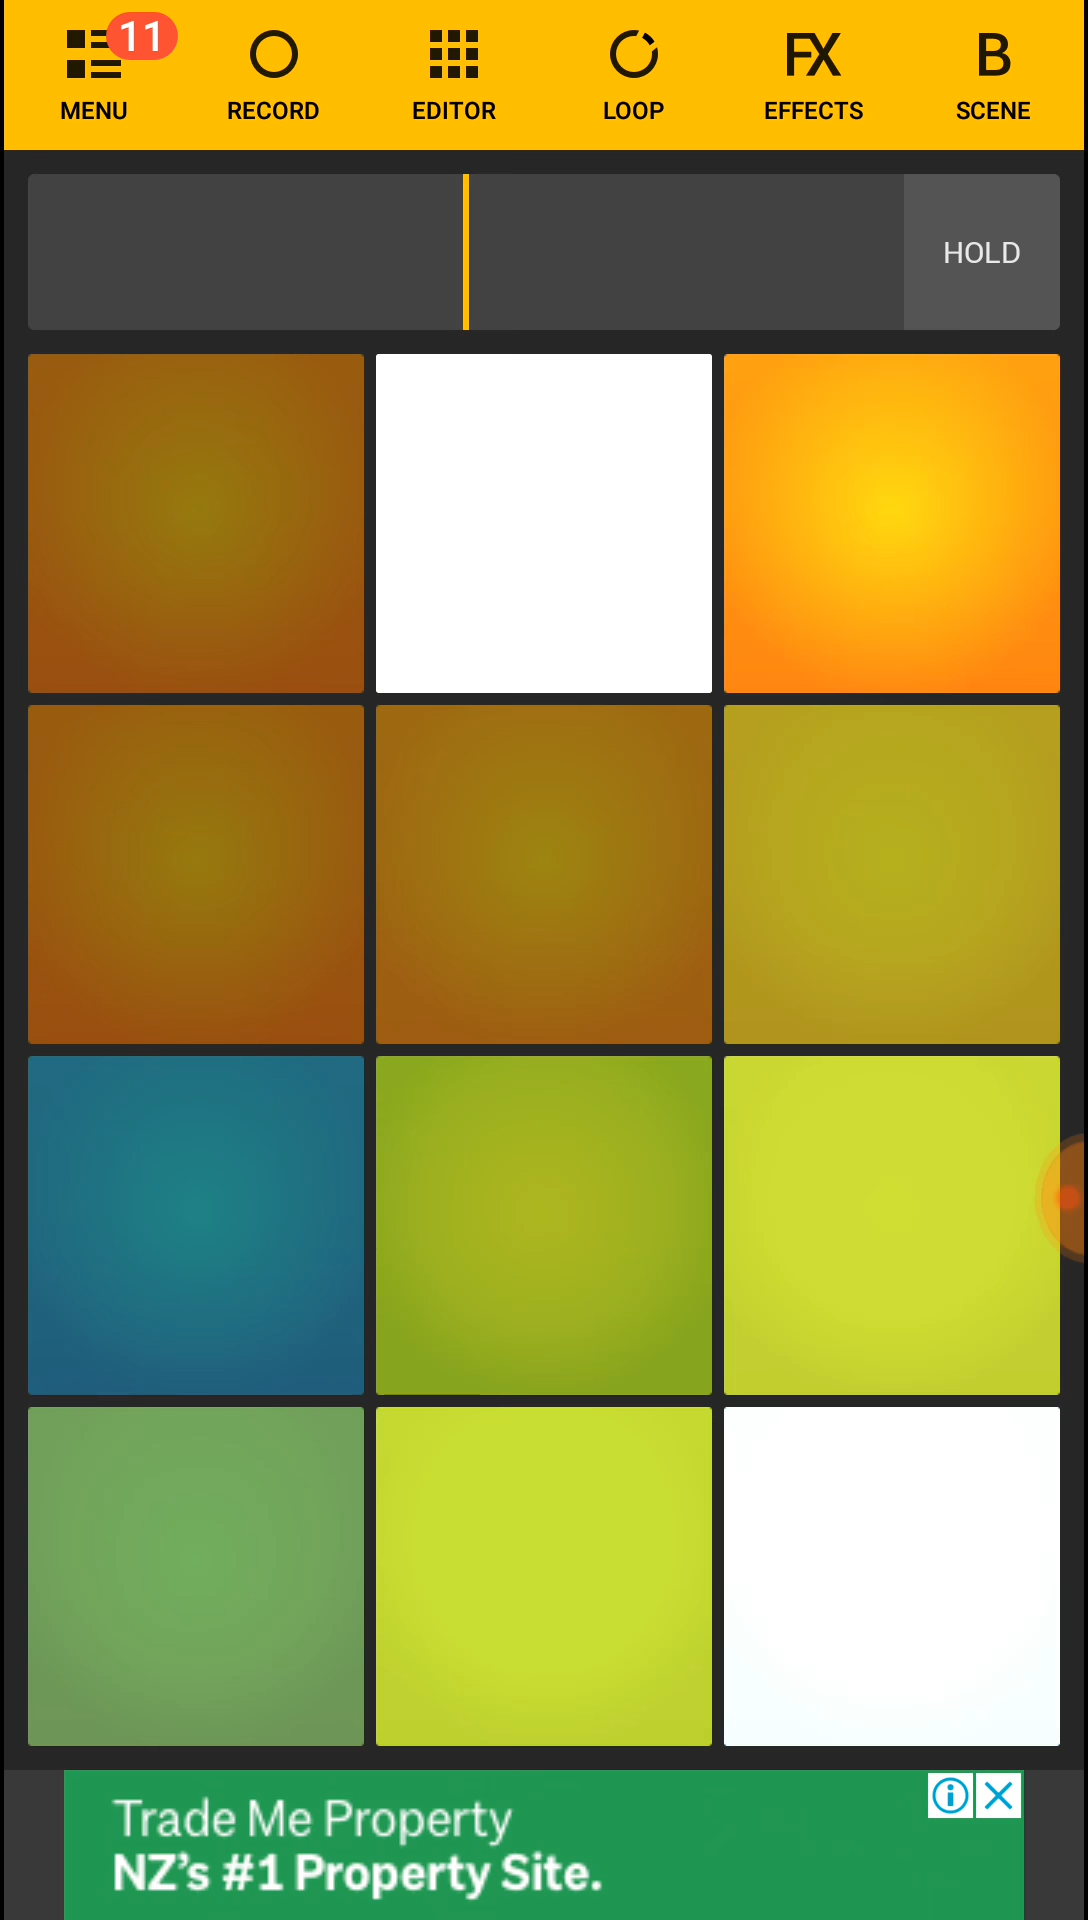 11
MENU
RECORD
EDITOR
LOOP
FX
EFFECTS
B
SCENE
HOLD
Trade Me Property
NZ's #1 Property Site.